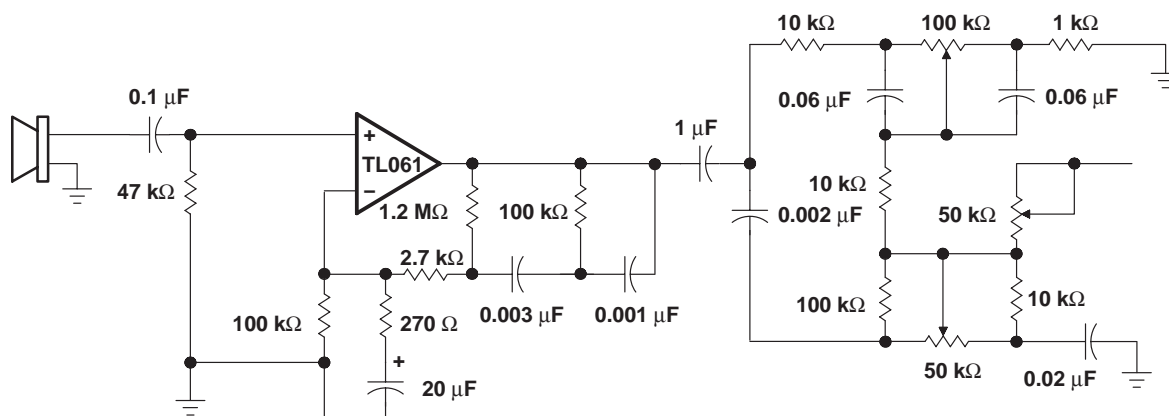 10 kΩ
100 kΩ
1 kΩ
0.1 μF
0.06 μF
0.06 μF
+
TL061
−
1 μF
47 kΩ
1.2 MΩ
100 kΩ
10 kΩ
0.002 μF
50 kΩ
2.7 kΩ
0.003 μF
0.001 μF
100 kΩ
270 Ω
100 kΩ
10 kΩ
+
20 μF
50 kΩ
0.02 μF